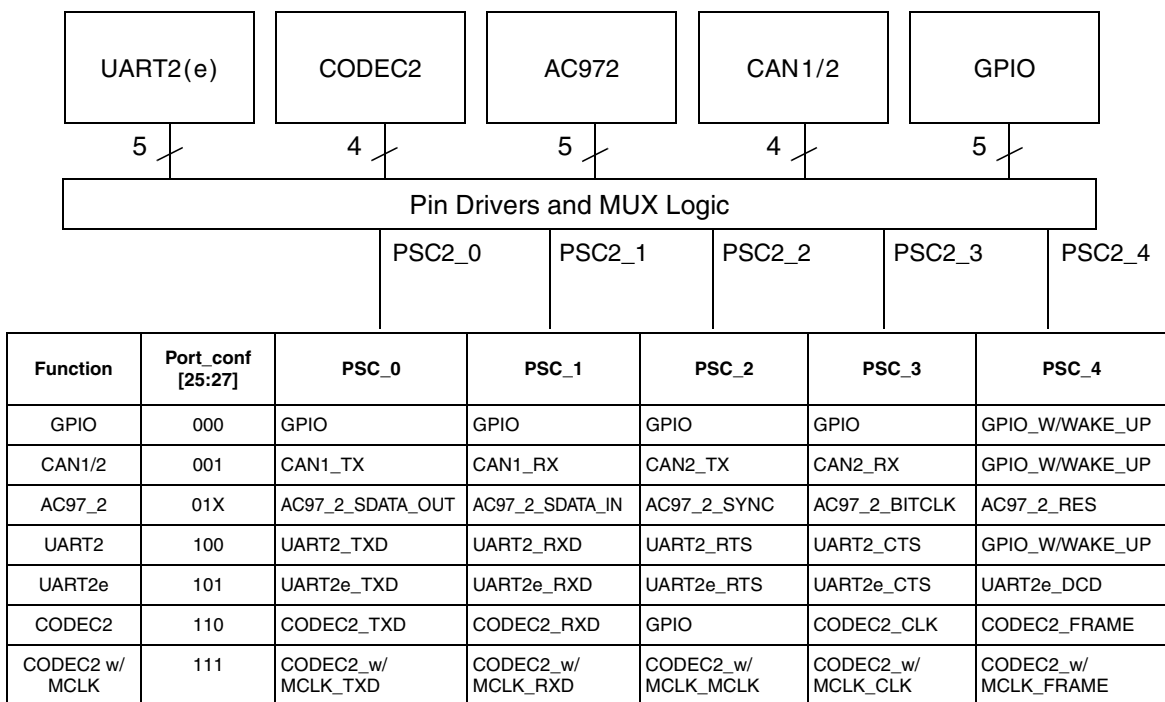 UART2(e) CODEC2 AC972 CAN1/2 GPIO
5 4 5 4 5
Pin Drivers and MUX Logic
PSC2_0 PSC2_1 PSC2_2 PSC2_3 PSC2_4
Function Port_conf [25:27] PSC_0 PSC_1 PSC_2 PSC_3 PSC_4
GPIO 000 GPIO GPIO GPIO GPIO GPIO_W/WAKE_UP
CAN1/2 001 CAN1_TX CAN1_RX CAN2_TX CAN2_RX GPIO_W/WAKE_UP
AC97_2 01X AC97_2_SDATA_OUT AC97_2_SDATA_IN AC97_2_SYNC AC97_2_BITCLK AC97_2_RES
UART2 100 UART2_TXD UART2_RXD UART2_RTS UART2_CTS GPIO_W/WAKE_UP
UART2e 101 UART2e_TXD UART2e_RXD UART2e_RTS UART2e_CTS UART2e_DCD
CODEC2 110 CODEC2_TXD CODEC2_RXD GPIO CODEC2_CLK CODEC2_FRAME
CODEC2 w/ MCLK 111 CODEC2_w/ MCLK_TXD CODEC2_w/ MCLK_RXD CODEC2_w/ MCLK_MCLK CODEC2_w/ MCLK_CLK CODEC2_w/ MCLK_FRAME